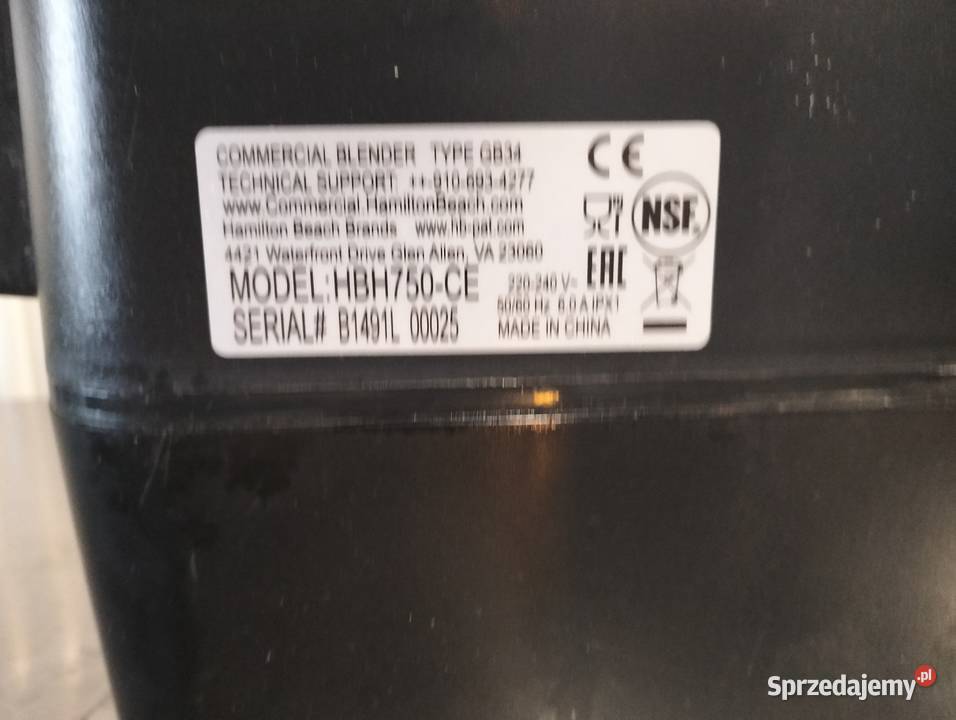 COMMERCIAL BLENDER TYPE GB34
TECHNICAL SUPPORT: ++-910-693-4277
www.Commercial.HamiltonBeach.com
Hamilton Beach Brands www.hb-pat.com
4421 Waterfront Drive Glen Allen, VA 23060
MODEL: HBH750-CE
SERIAL# B1491L 00025
220-240 V~
50/60 Hz 6.0 A IPX1
MADE IN CHINA
CE
NSF.
EAC
Sprzedajemy.pl